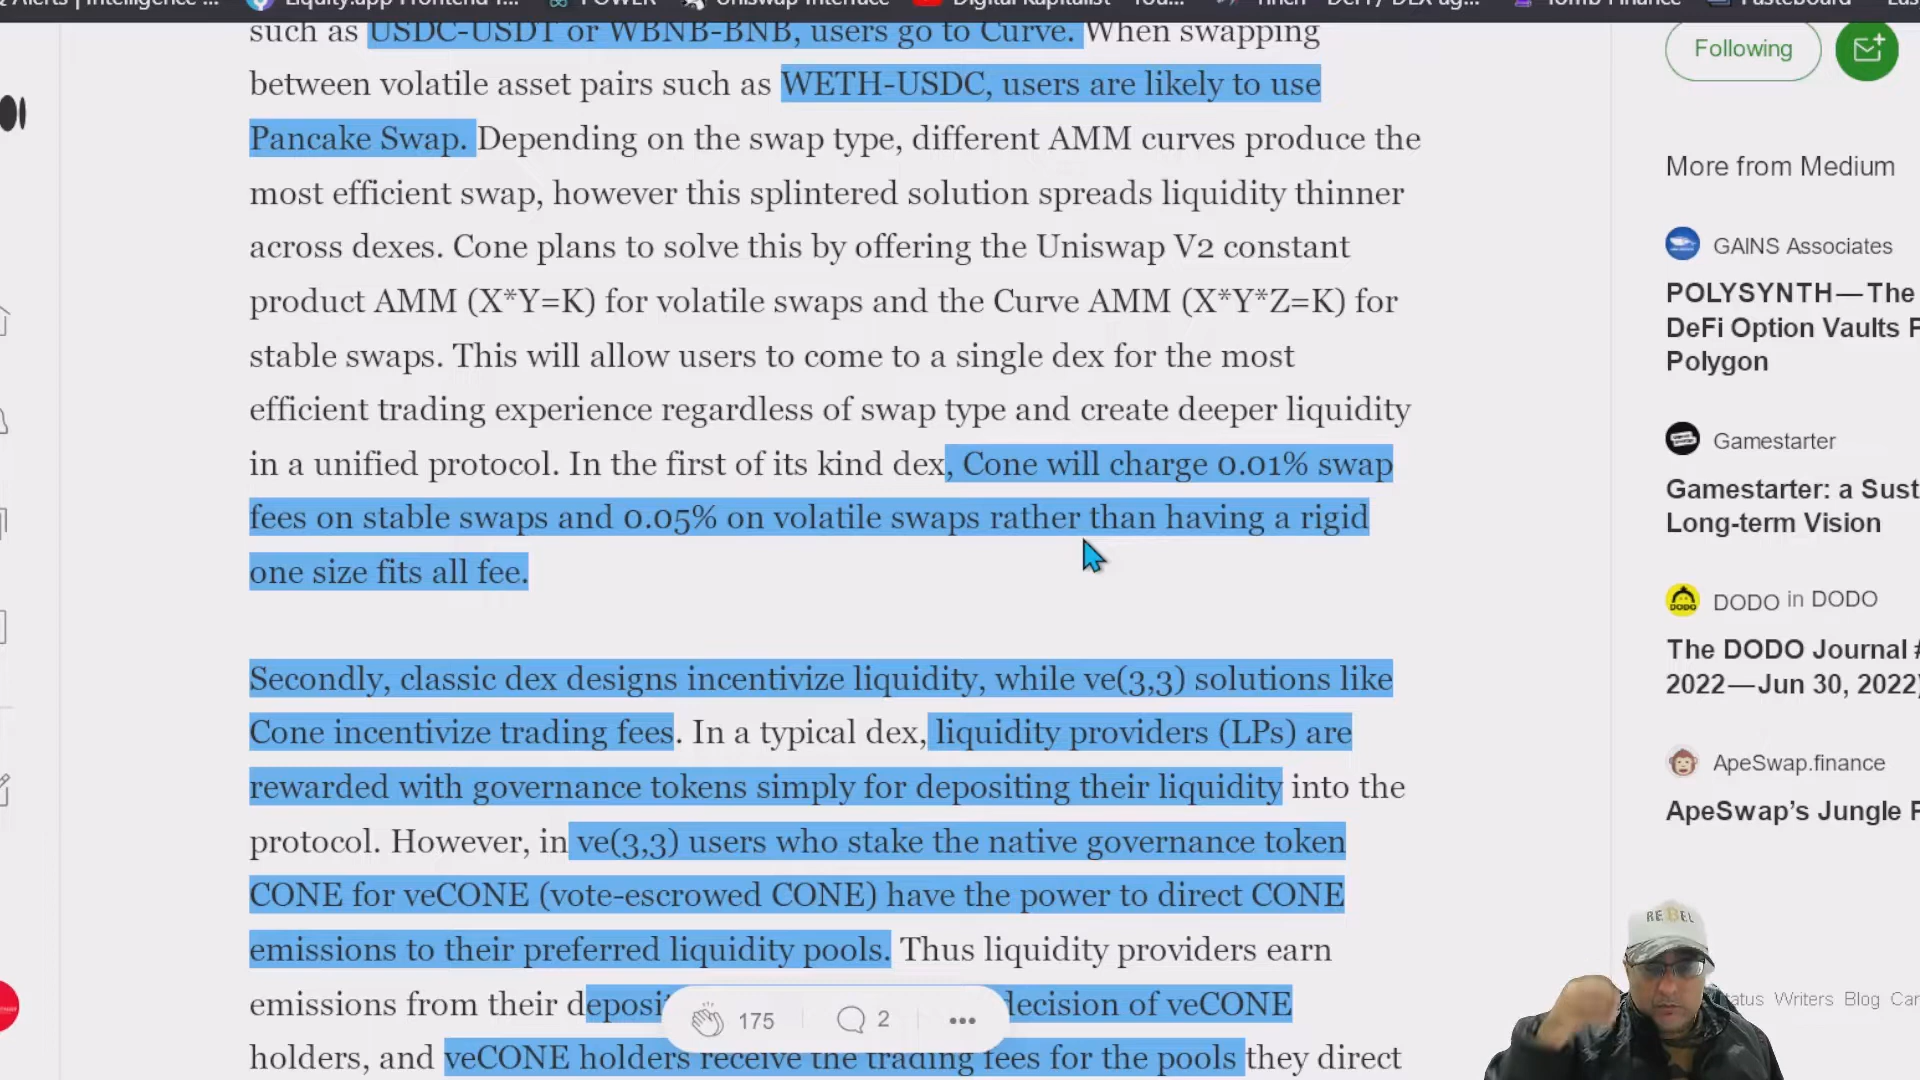 such as USDC-USDT or WBNB-BNB, users go to Curve. When swapping
between volatile asset pairs such as WETH-USDC, users are likely to use
Pancake Swap. Depending on the swap type, different AMM curves produce the
most efficient swap, however this splintered solution spreads liquidity thinner
across dexes. Cone plans to solve this by offering the Uniswap V2 constant
product AMM (X*Y=K) for volatile swaps and the Curve AMM (X*Y*Z=K) for
stable swaps. This will allow users to come to a single dex for the most
efficient trading experience regardless of swap type and create deeper liquidity
in a unified protocol. In the first of its kind dex, Cone will charge 0.01% swap
fees on stable swaps and 0.05% on volatile swaps rather than having a rigid
one size fits all fee.
Secondly, classic dex designs incentivize liquidity, while ve(3,3) solutions like
Cone incentivize trading fees. In a typical dex, liquidity providers (LPs) are
rewarded with governance tokens simply for depositing their liquidity into the
protocol. However, in ve(3,3) users who stake the native governance token
CONE for veCONE (vote-escrowed CONE) have the power to direct CONE
emissions to their preferred liquidity pools. Thus liquidity providers earn
emissions from their deposit decision of veCONE
holders, and veCONE holders receive the trading fees for the pools they direct
175
2
Following
More from Medium
GAINS Associates
POLYSYNTH — The
DeFi Option Vaults
Polygon
Gamestarter
Gamestarter: a Sust
Long-term Vision
DODO in DODO
The DODO Journal #
2022 — Jun 30, 2022)
ApeSwap.finance
ApeSwap's Jungle
REBEL
tatus Writers Blog Car